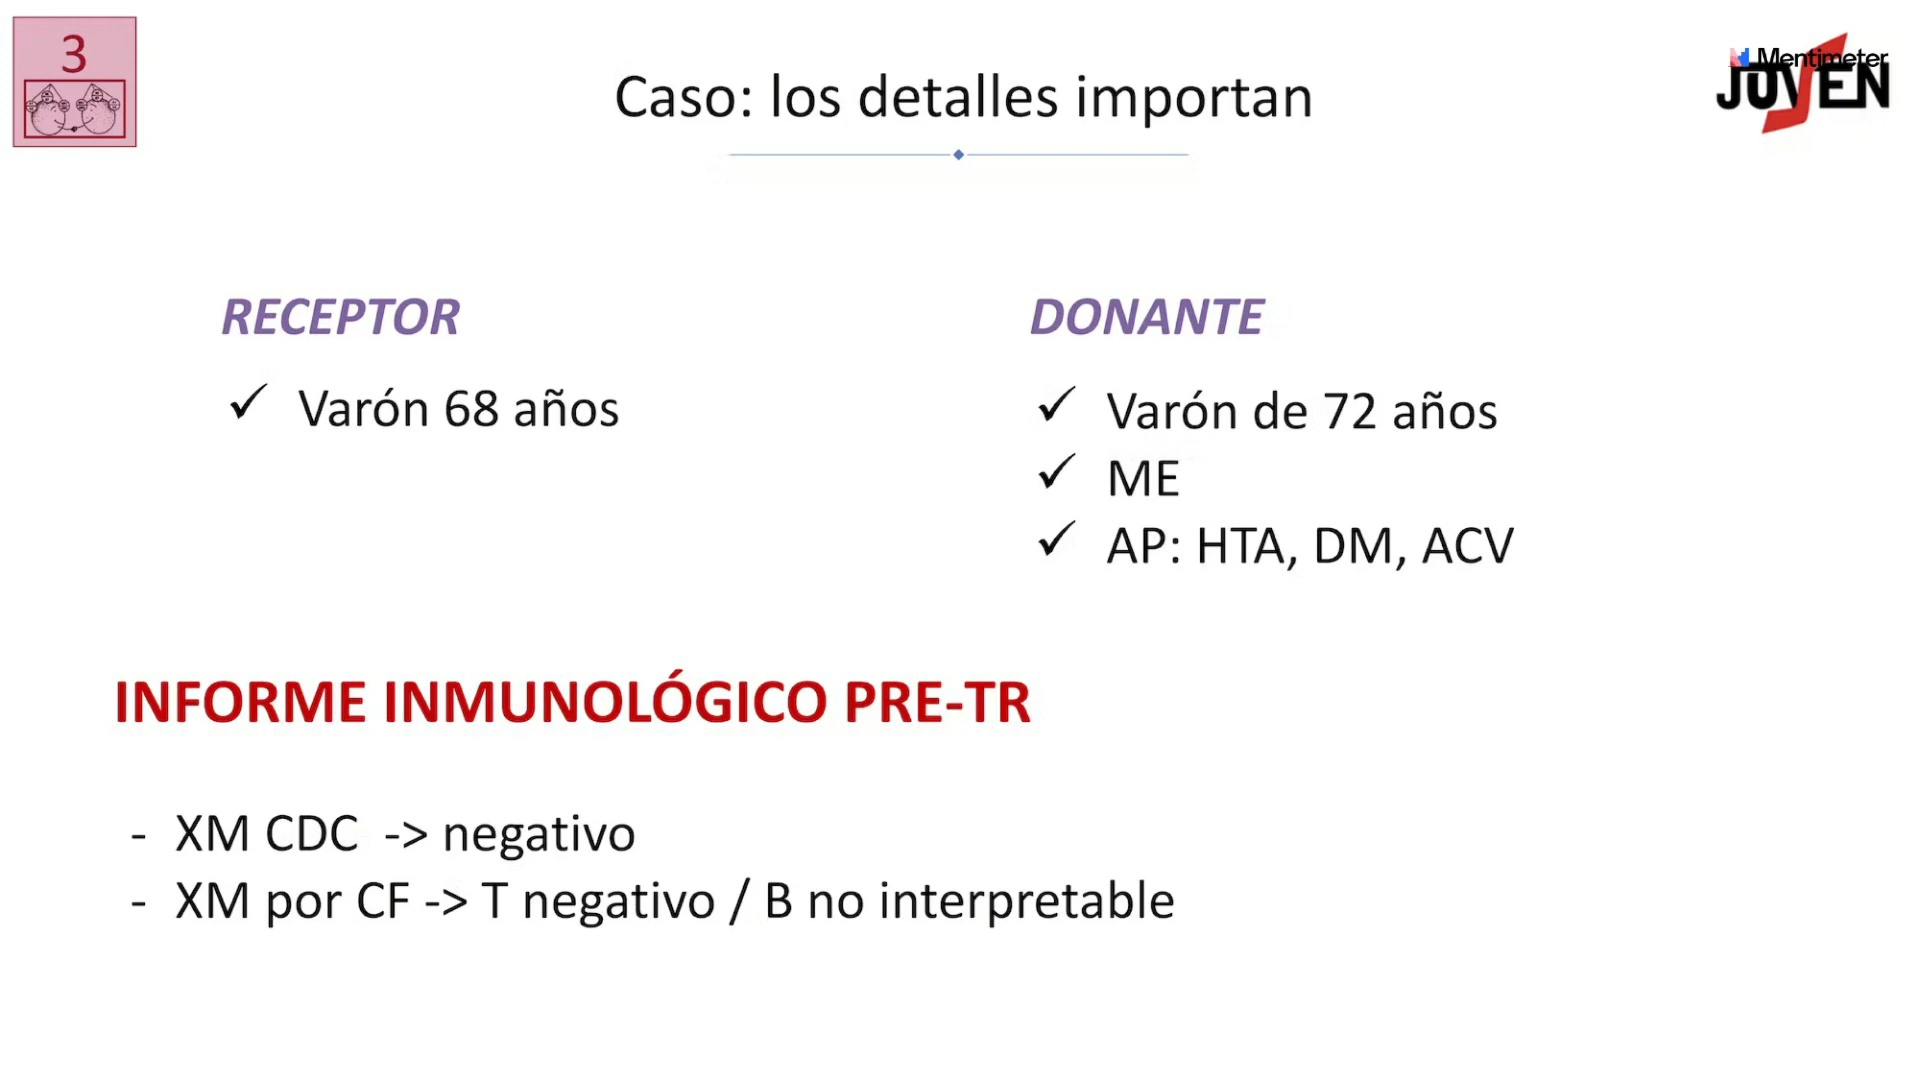 3
Caso: los detalles importan
Mentimeter
JOVEN
RECEPTOR
✓ Varón 68 años
DONANTE
✓ Varón de 72 años
✓ ME
✓ AP: HTA, DM, ACV
INFORME INMUNOLÓGICO PRE-TR
- XM CDC -> negativo
- XM por CF -> T negativo / B no interpretable